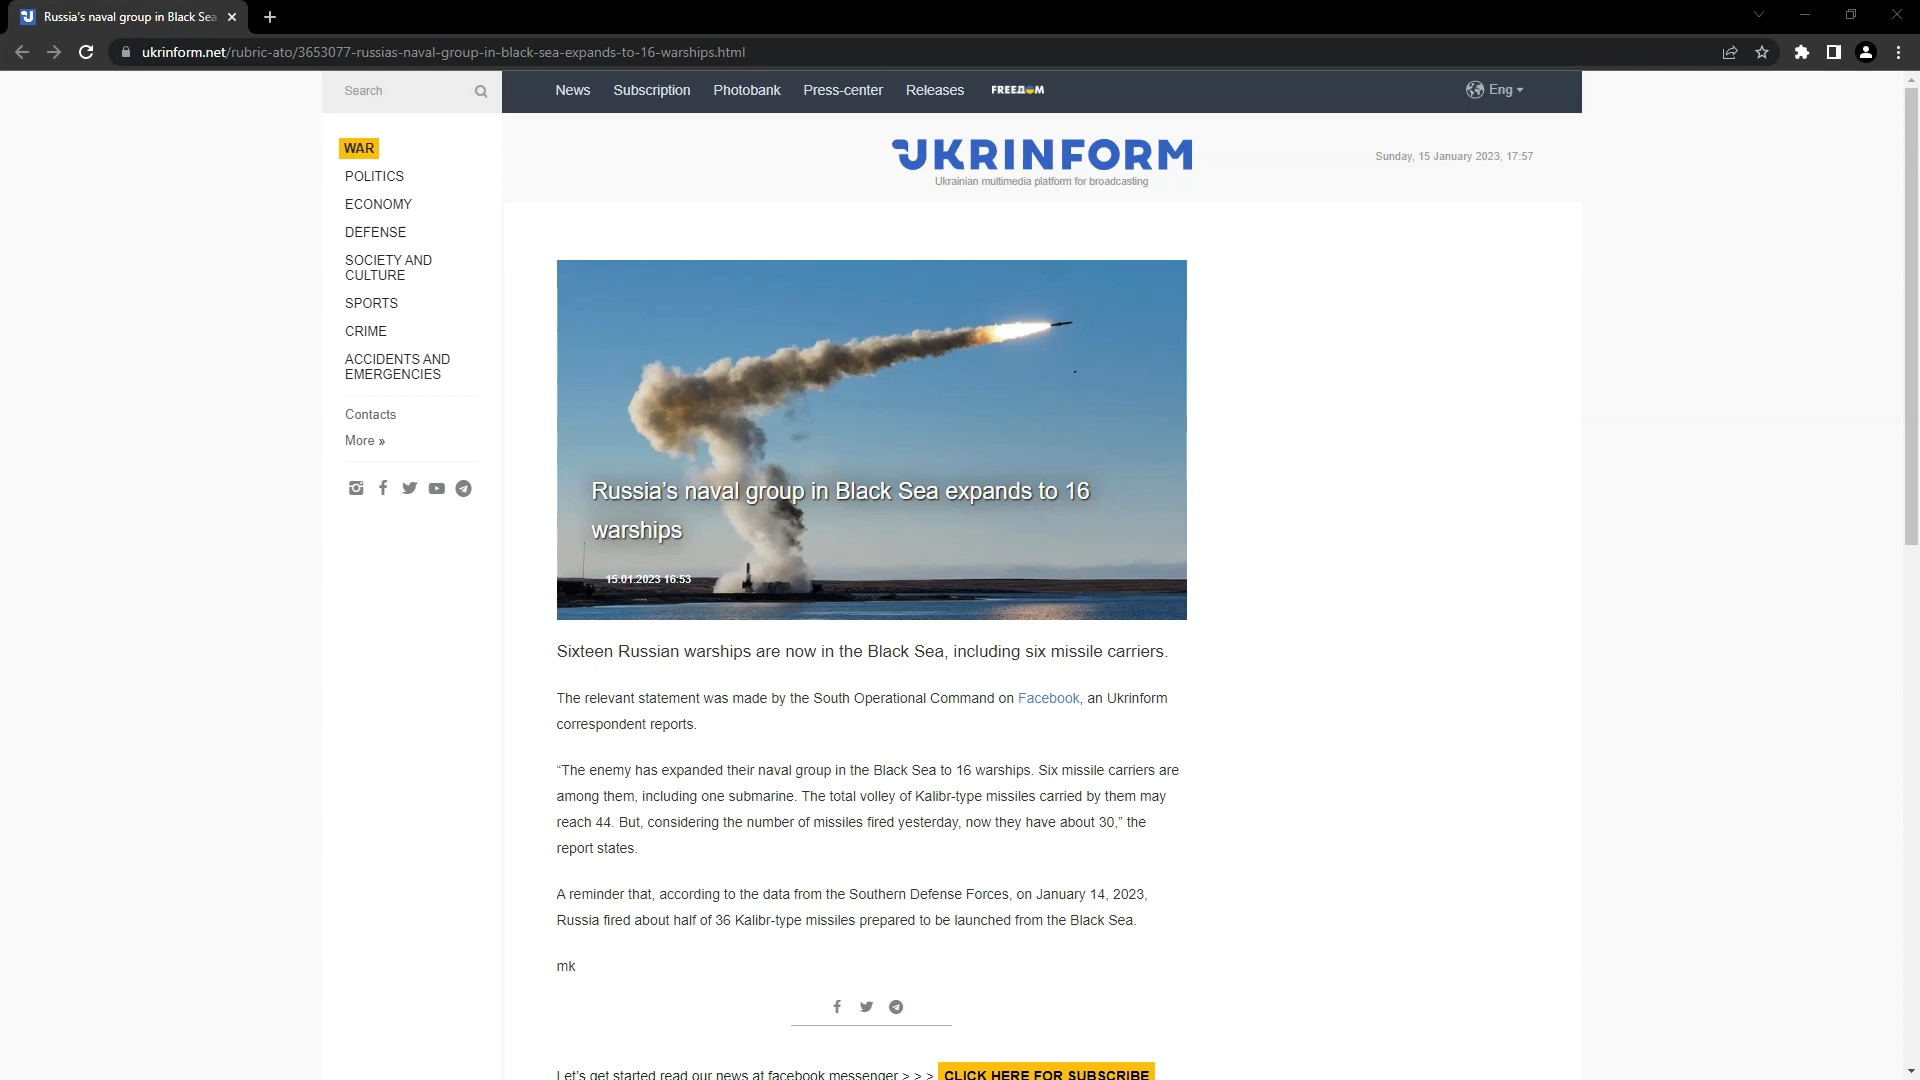 Russia's naval group in Black Sea
ukrinform.net/rubric-ato/3653077-russias-naval-group-in-black-sea-expands-to-16-warships.html
Search
News Subscription Photobank Press-center Releases FREEДОМ
Eng
WAR
POLITICS
ECONOMY
DEFENSE
SOCIETY AND
CULTURE
SPORTS
CRIME
ACCIDENTS AND
EMERGENCIES
Contacts
More »
UKRINFORM
Ukrainian multimedia platform for broadcasting
Sunday, 15 January 2023, 17:57
Russia’s naval group in Black Sea expands to 16
warships
15.01.2023 16:53
Sixteen Russian warships are now in the Black Sea, including six missile carriers.
The relevant statement was made by the South Operational Command on Facebook, an Ukrinform
correspondent reports.
“The enemy has expanded their naval group in the Black Sea to 16 warships. Six missile carriers are
among them, including one submarine. The total volley of Kalibr-type missiles carried by them may
reach 44. But, considering the number of missiles fired yesterday, now they have about 30,” the
report states.
A reminder that, according to the data from the Southern Defense Forces, on January 14, 2023,
Russia fired about half of 36 Kalibr-type missiles prepared to be launched from the Black Sea.
mk
Let’s get started read our news at facebook messenger > > > CLICK HERE FOR SUBSCRIBE